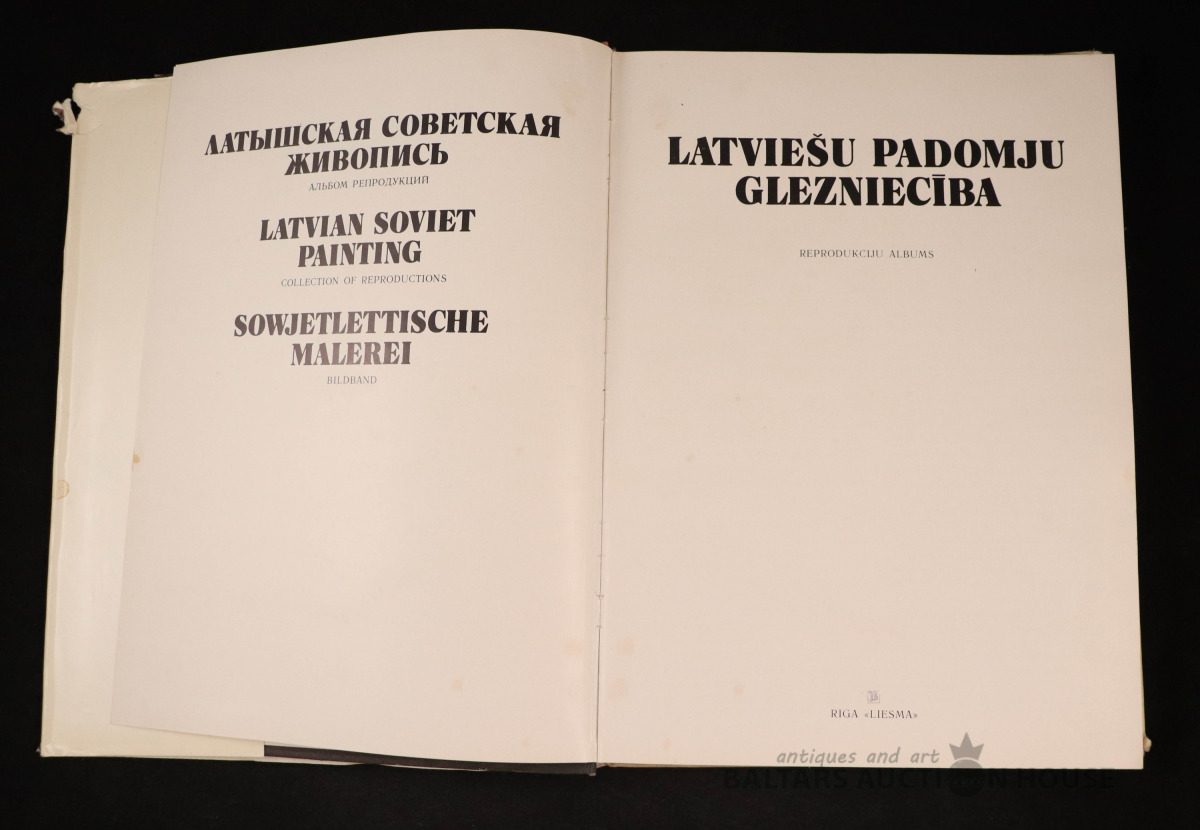 ЛАТЫШСКАЯ СОВЕТСКАЯ
ЖИВОПИСЬ
АЛЬБОМ РЕПРОДУКЦИЙ
LATVIAN SOVIET
PAINTING
COLLECTION OF REPRODUCTIONS
SOWJETLETTISCHE
MALEREI
BILDBAND
LATVIEŠU PADOMJU
GLEZNIECĪBA
REPRODUKCIJU ALBUMS
RĪGA «LIESMA»
antiques and art
BALTARS AUCTION HOUSE